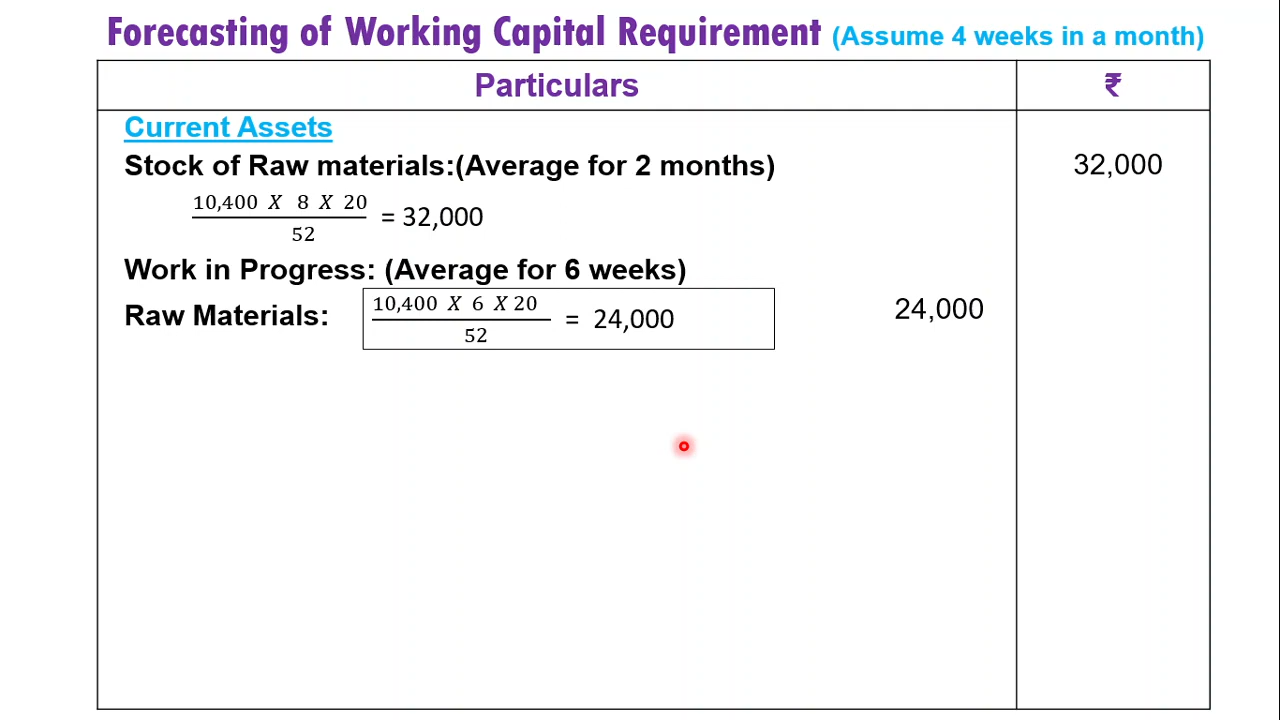 Forecasting of Working Capital Requirement (Assume 4 weeks in a month)
Particulars ₹
Current Assets
Stock of Raw materials:(Average for 2 months) 32,000
10,400 X 8 X 20
52
= 32,000
Work in Progress: (Average for 6 weeks)
Raw Materials:
10,400 X 6 X 20
52
= 24,000
24,000